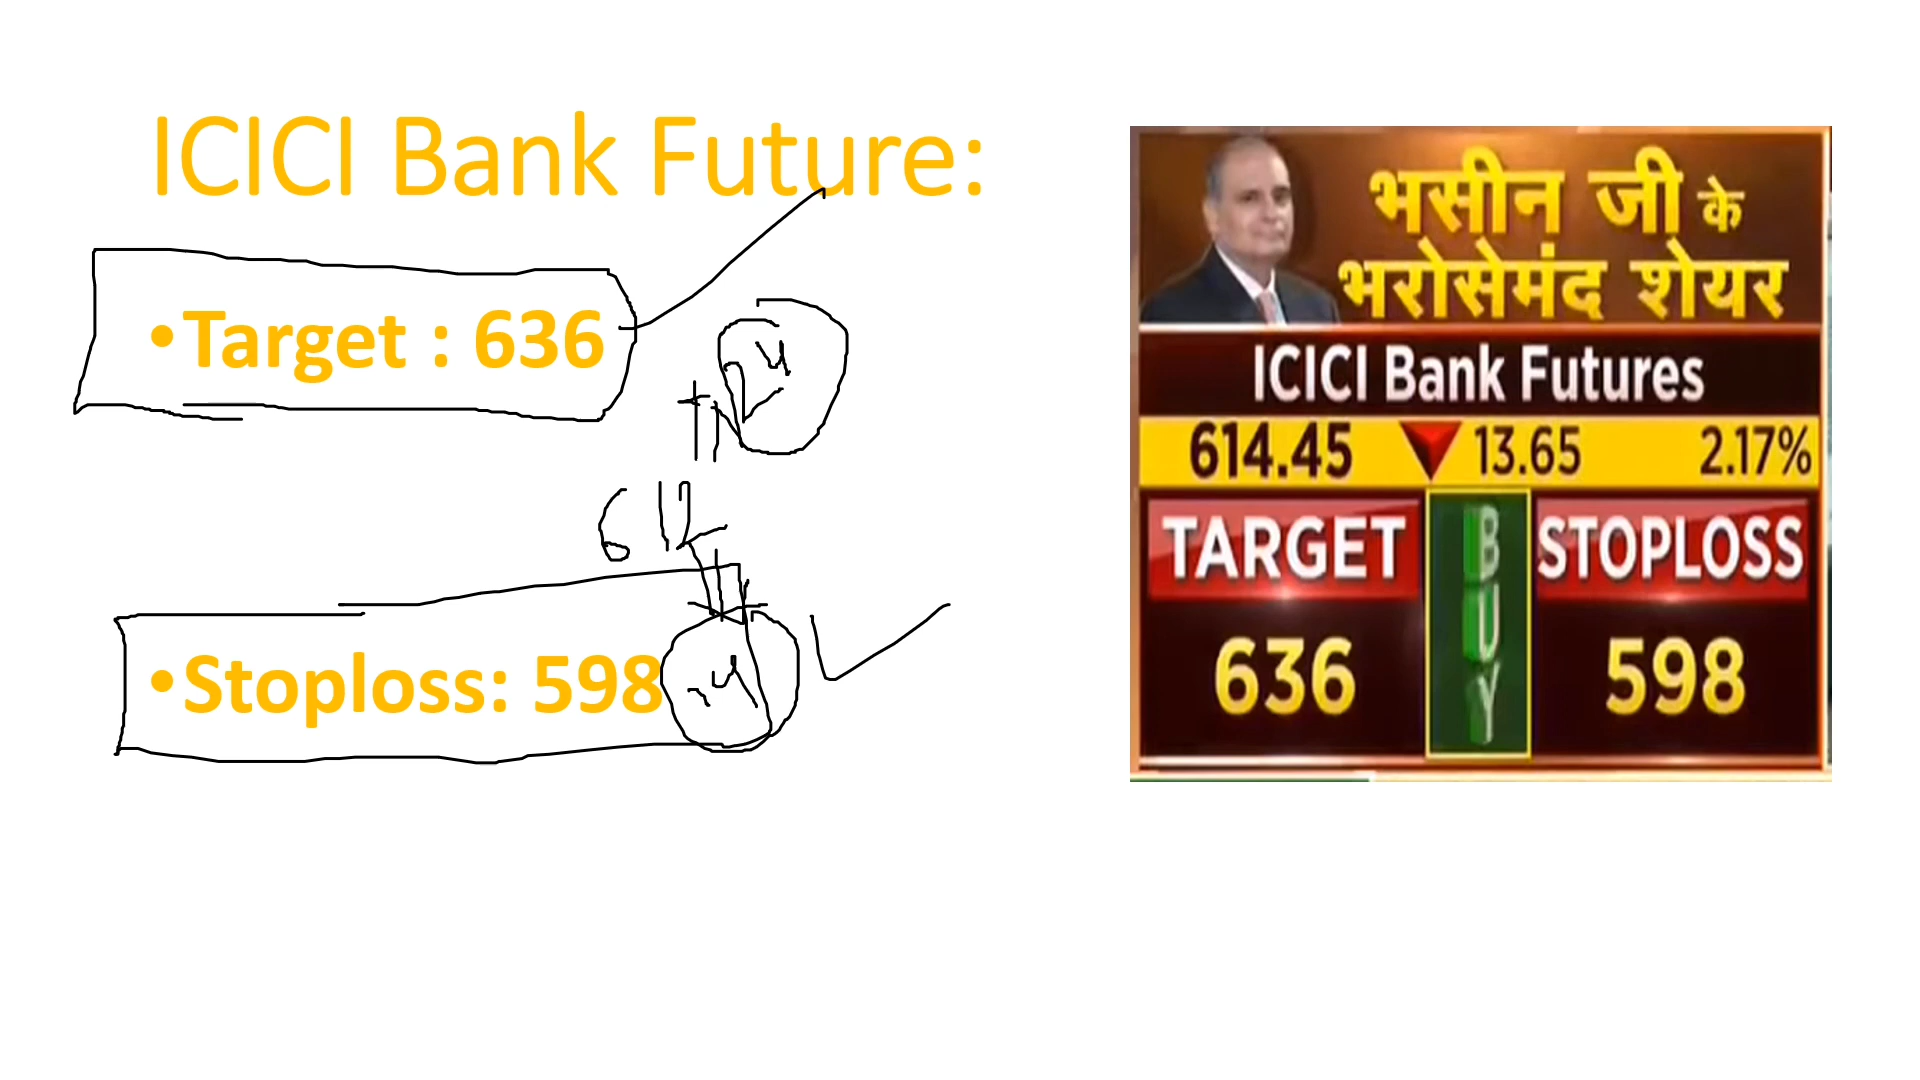 ICICI Bank Future:
•Target : 636
612
•Stoploss: 598
भसीन जी के
भरोसेमंद शेयर
ICICI Bank Futures
614.45 ▼ 13.65 2.17%
TARGET BUY STOPLOSS
636 598